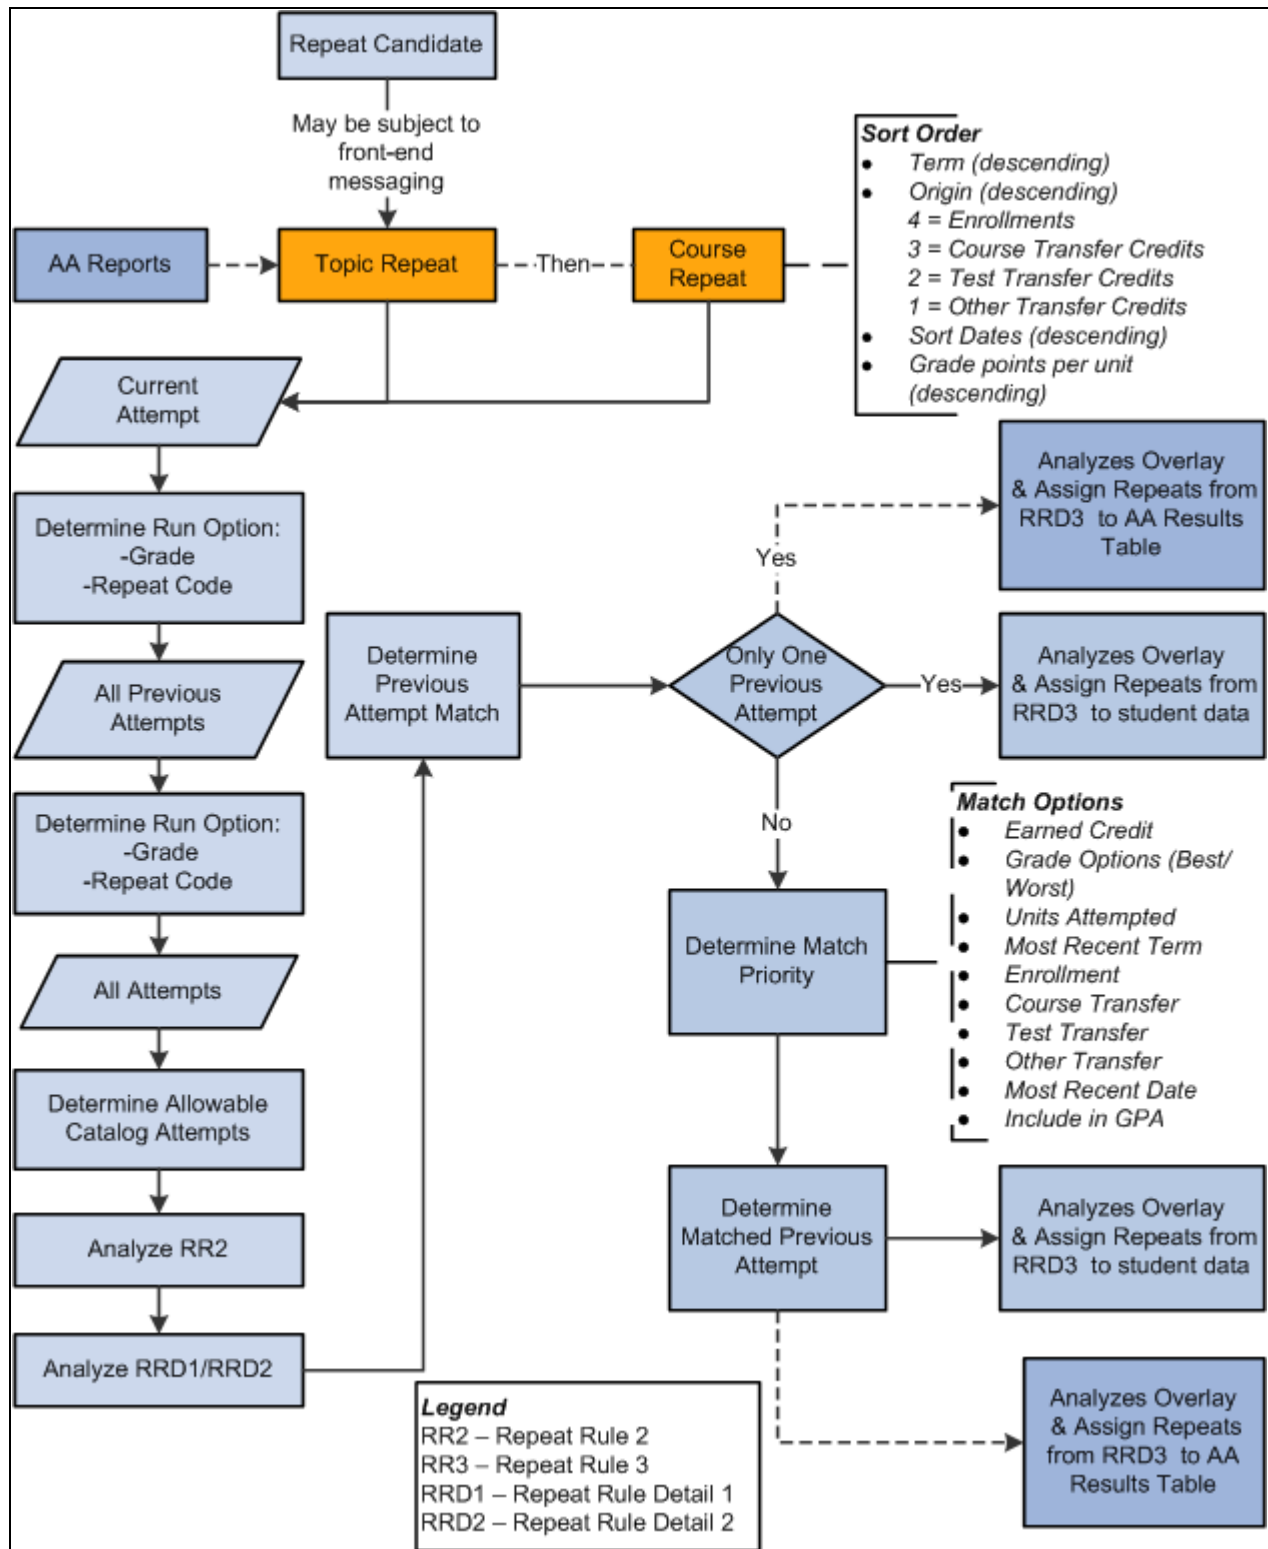 Repeat Candidate
May be subject to
front-end
messaging
AA Reports
Topic Repeat
Then
Course
Repeat
Sort Order
● Term (descending)
● Origin (descending)
4 = Enrollments
3 = Course Transfer Credits
2 = Test Transfer Credits
1 = Other Transfer Credits
● Sort Dates (descending)
● Grade points per unit
(descending)
Current
Attempt
Determine Run Option:
-Grade
-Repeat Code
All Previous
Attempts
Determine Run Option:
-Grade
-Repeat Code
All Attempts
Determine Allowable
Catalog Attempts
Analyze RR2
Analyze RRD1/RRD2
Determine
Previous
Attempt Match
Only One
Previous
Attempt
Yes
Analyzes Overlay
& Assign Repeats from
RRD3 to AA Results
Table
Yes
Analyzes Overlay
& Assign Repeats from
RRD3 to student data
No
Determine Match
Priority
Match Options
● Earned Credit
● Grade Options (Best/
Worst)
● Units Attempted
● Most Recent Term
● Enrollment
● Course Transfer
● Test Transfer
● Other Transfer
● Most Recent Date
● Include in GPA
Determine
Matched Previous
Attempt
Analyzes Overlay
& Assign Repeats from
RRD3 to student data
Analyzes Overlay
& Assign Repeats
from RRD3 to AA
Results Table
Legend
RR2 – Repeat Rule 2
RR3 – Repeat Rule 3
RRD1 – Repeat Rule Detail 1
RRD2 – Repeat Rule Detail 2